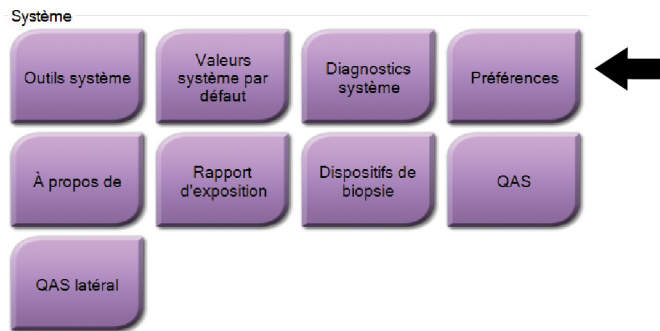 Système
Outils système
Valeurs
système par
défaut
Diagnostics
système
Préférences
À propos de
Rapport
d'exposition
Dispositifs de
biopsie
QAS
QAS latéral